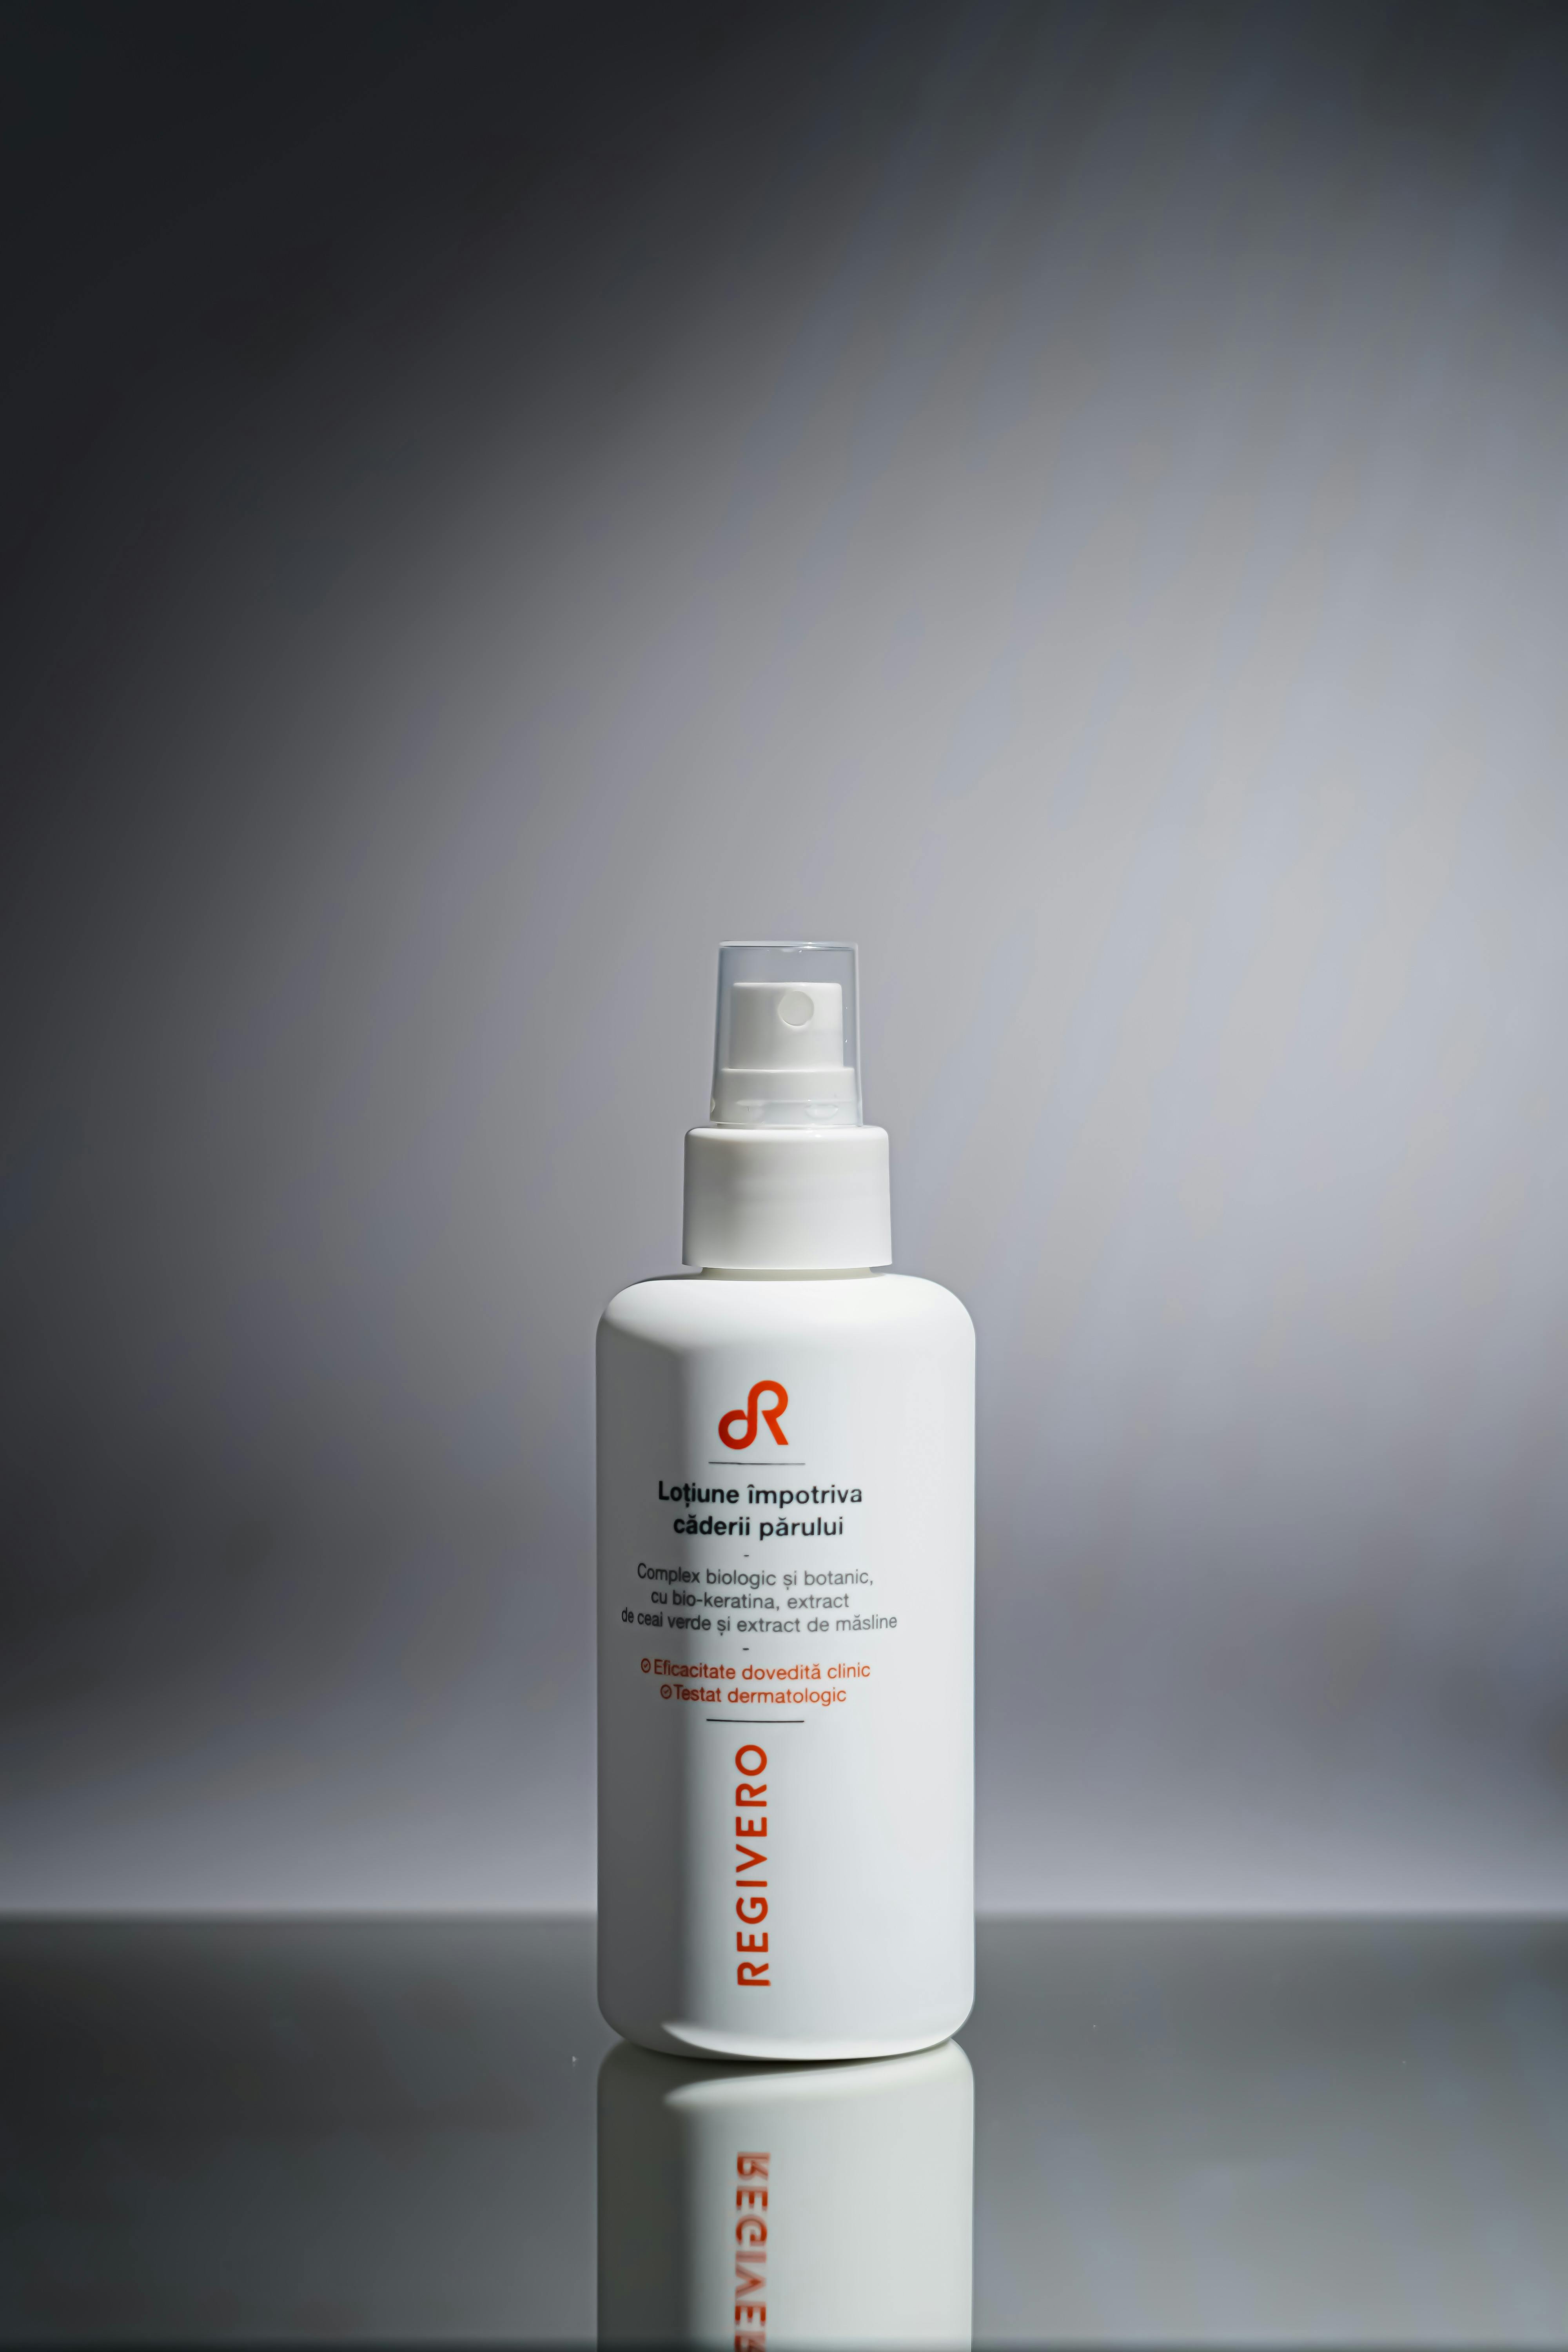 dR
Loțiune împotriva
căderii părului
-
Complex biologic și botanic,
cu bio-keratina, extract
de ceai verde și extract de măsline
-
Eficacitate dovedită clinic
Testat dermatologic
REGIVERO